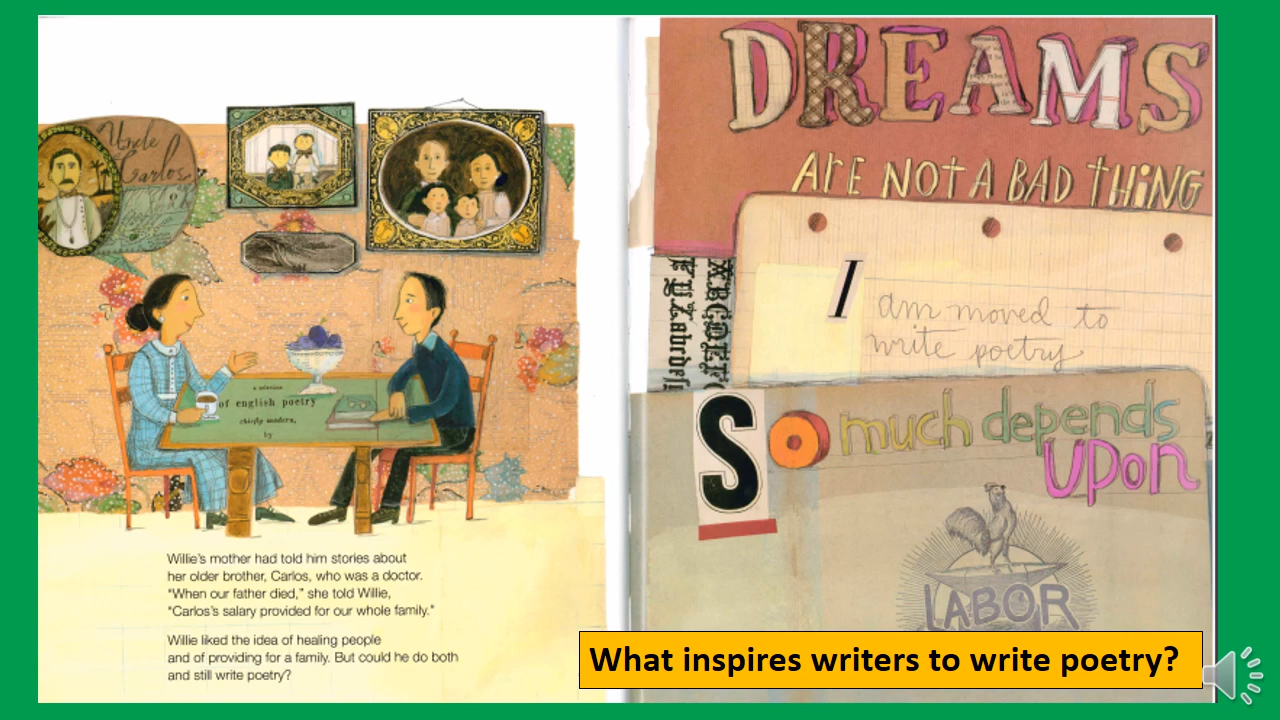 Uncle
Carlos
a selection
of english poetry
chiefly modern,
by
Willie's mother had told him stories about
her older brother, Carlos, who was a doctor.
"When our father died," she told Willie,
"Carlos's salary provided for our whole family."
Willie liked the idea of healing people
and of providing for a family. But could he do both
and still write poetry?
DREAMS
ArE NOt A BAD tHiNG
I am moved to
write poetry
So much depends
UPon
LABOR
What inspires writers to write poetry?